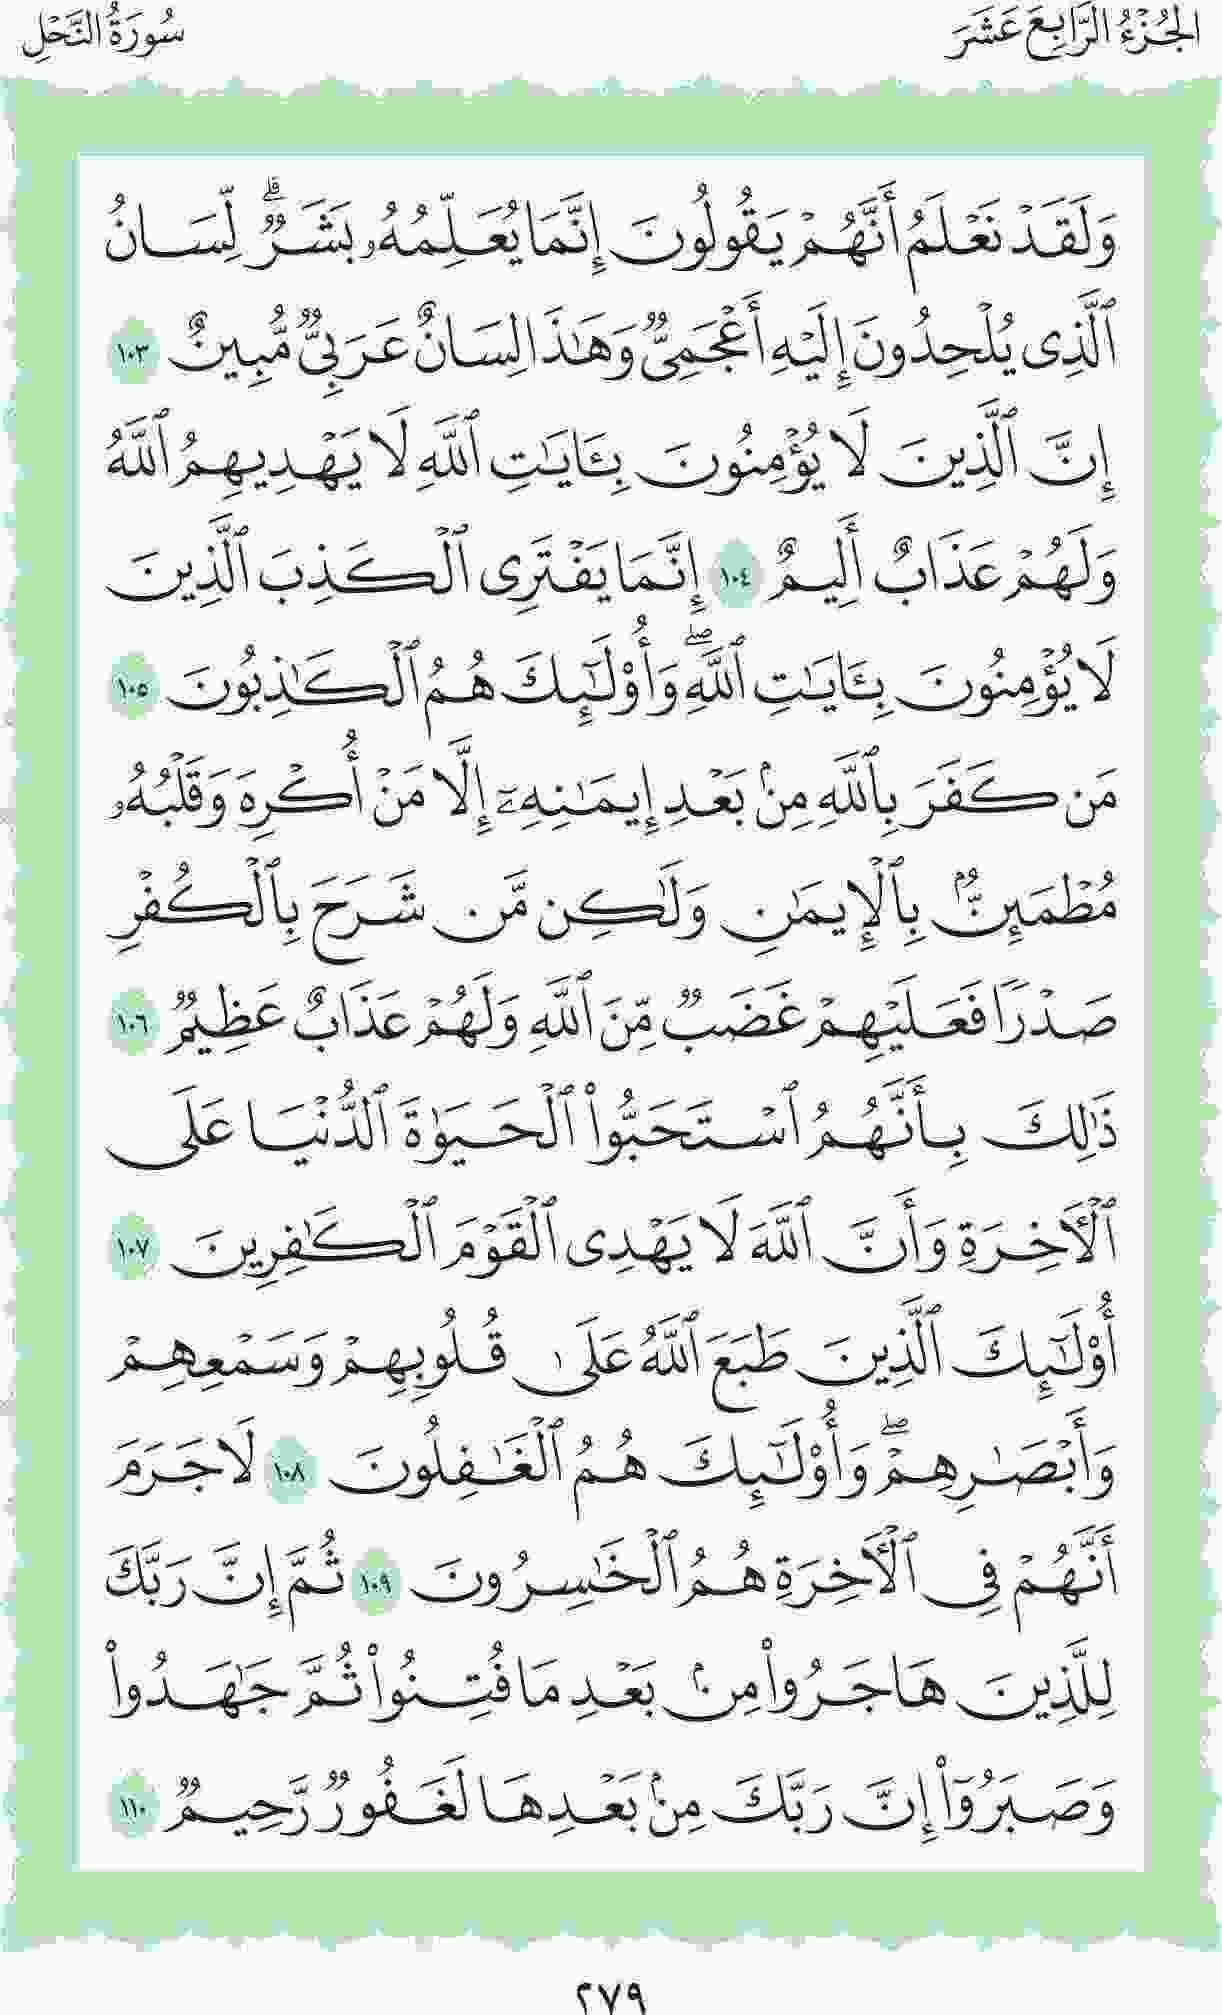 الجُزْءُ الرَّابِعَ عَشَرَ
سُورَةُ النَّحْلِ
وَلَقَدْ نَعْلَمُ أَنَّهُمْ يَقُولُونَ إِنَّمَا يُعَلِّمُهُۥ بَشَرٌۗ لِّسَانُ
ٱلَّذِى يُلْحِدُونَ إِلَيْهِ أَعْجَمِىٌّ وَهَٰذَا لِسَانٌ عَرَبِىٌّ مُّبِينٌ ١٠٣
إِنَّ ٱلَّذِينَ لَا يُؤْمِنُونَ بِـَٔايَٰتِ ٱللَّهِ لَا يَهْدِيهِمُ ٱللَّهُ
وَلَهُمْ عَذَابٌ أَلِيمٌ ١٠٤ إِنَّمَا يَفْتَرِى ٱلْكَذِبَ ٱلَّذِينَ
لَا يُؤْمِنُونَ بِـَٔايَٰتِ ٱللَّهِۖ وَأُوْلَٰٓئِكَ هُمُ ٱلْكَٰذِبُونَ ١٠٥
مَن كَفَرَ بِٱللَّهِ مِنۢ بَعْدِ إِيمَٰنِهِۦٓ إِلَّا مَنْ أُكْرِهَ وَقَلْبُهُۥ
مُطْمَئِنٌّۢ بِٱلْإِيمَٰنِ وَلَٰكِن مَّن شَرَحَ بِٱلْكُفْرِ
صَدْرًا فَعَلَيْهِمْ غَضَبٌ مِّنَ ٱللَّهِ وَلَهُمْ عَذَابٌ عَظِيمٌ ١٠٦
ذَٰلِكَ بِأَنَّهُمُ ٱسْتَحَبُّوا۟ ٱلْحَيَوٰةَ ٱلدُّنْيَا عَلَى
ٱلْأَخِرَةِ وَأَنَّ ٱللَّهَ لَا يَهْدِى ٱلْقَوْمَ ٱلْكَٰفِرِينَ ١٠٧
أُوْلَٰٓئِكَ ٱلَّذِينَ طَبَعَ ٱللَّهُ عَلَىٰ قُلُوبِهِمْ وَسَمْعِهِمْ
وَأَبْصَٰرِهِمْۖ وَأُوْلَٰٓئِكَ هُمُ ٱلْغَٰفِلُونَ ١٠٨ لَا جَرَمَ
أَنَّهُمْ فِى ٱلْأَخِرَةِ هُمُ ٱلْخَٰسِرُونَ ١٠٩ ثُمَّ إِنَّ رَبَّكَ
لِلَّذِينَ هَاجَرُوا۟ مِنۢ بَعْدِ مَا فُتِنُوا۟ ثُمَّ جَٰهَدُوا۟
وَصَبَرُوٓا۟ إِنَّ رَبَّكَ مِنۢ بَعْدِهَا لَغَفُورٌ رَّحِيمٌ ١١٠
٢٧٩